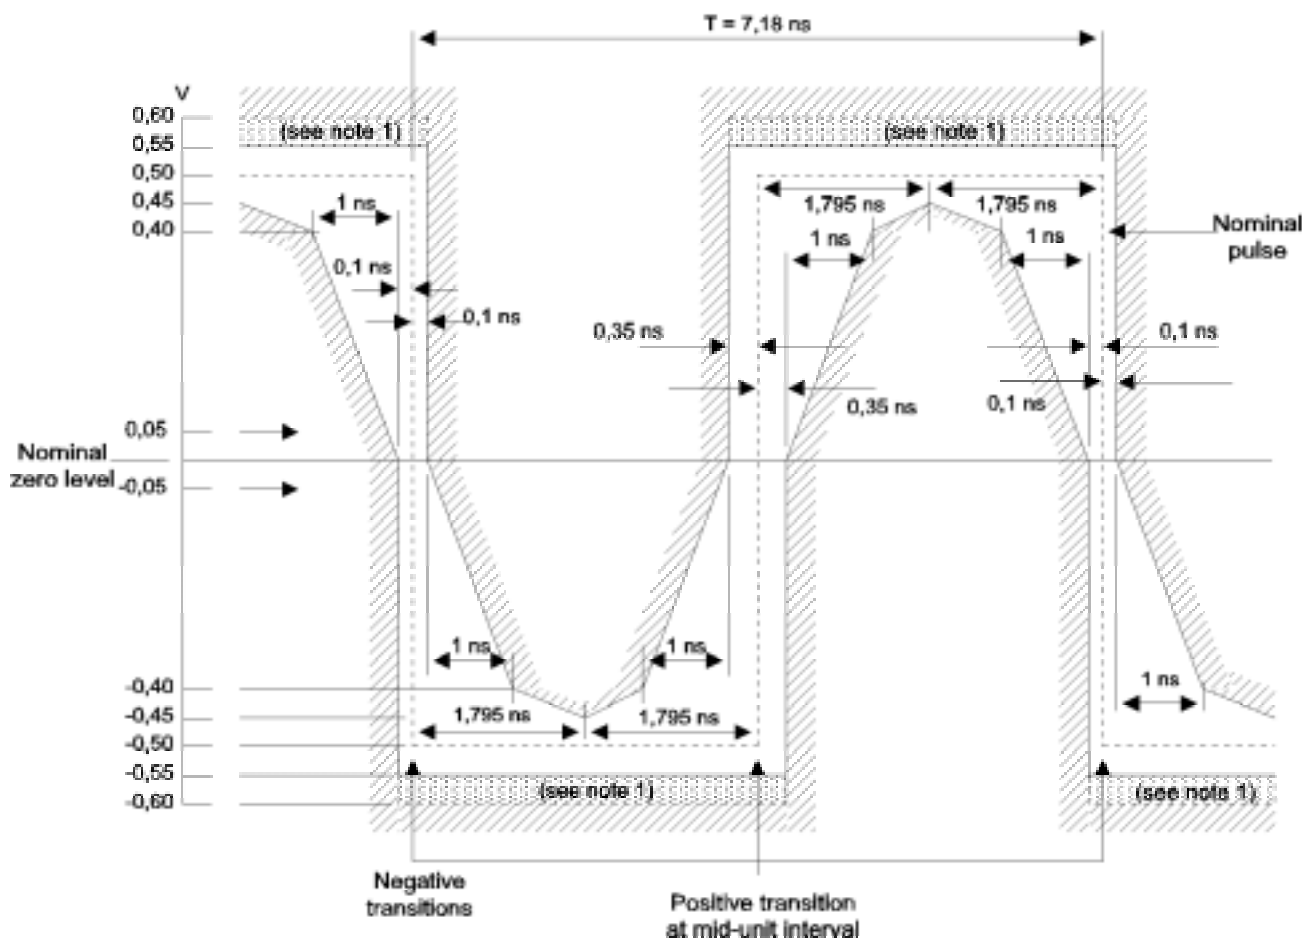 T = 7,18 ns
V
0,60
(see note 1)
(see note 1)
0,55
0,50
0,45
1 ns
1,795 ns
1,795 ns
0,40
1 ns
1 ns
Nominal
pulse
0,1 ns
0,1 ns
0,35 ns
0,1 ns
0,35 ns
0,1 ns
0,05
Nominal
zero level
-0,05
1 ns
1 ns
1 ns
-0,40
-0,45
1,795 ns
1,795 ns
-0,50
-0,55
-0,60
(see note 1)
(see note 1)
Negative
transitions
Positive transition
at mid-unit interval